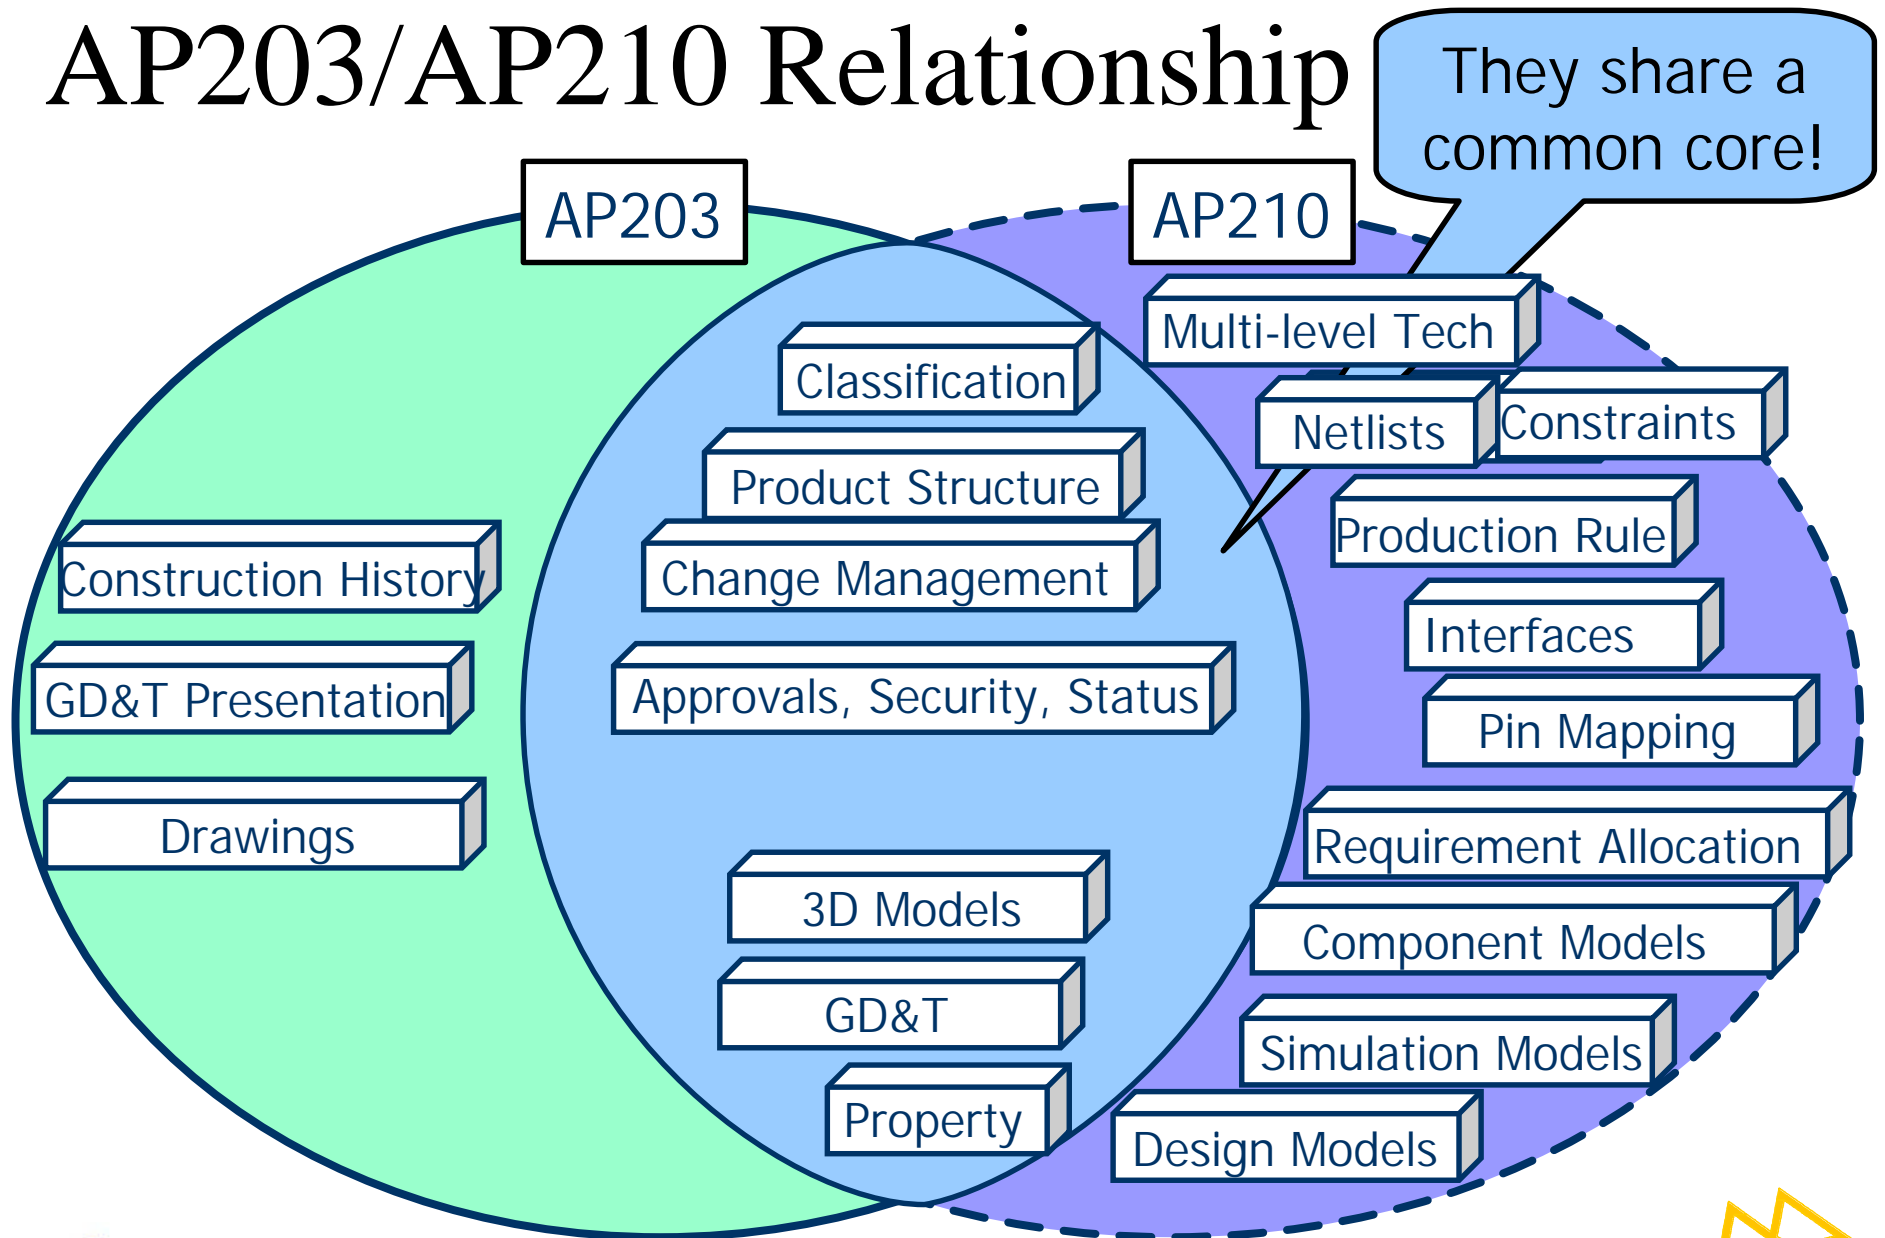 AP203/AP210 Relationship
They share a
common core!
AP203
AP210
Multi-level Tech
Classification
Netlists
Constraints
Product Structure
Production Rule
Construction History
Change Management
Interfaces
GD&T Presentation
Approvals, Security, Status
Pin Mapping
Drawings
Requirement Allocation
3D Models
Component Models
GD&T
Simulation Models
Property
Design Models